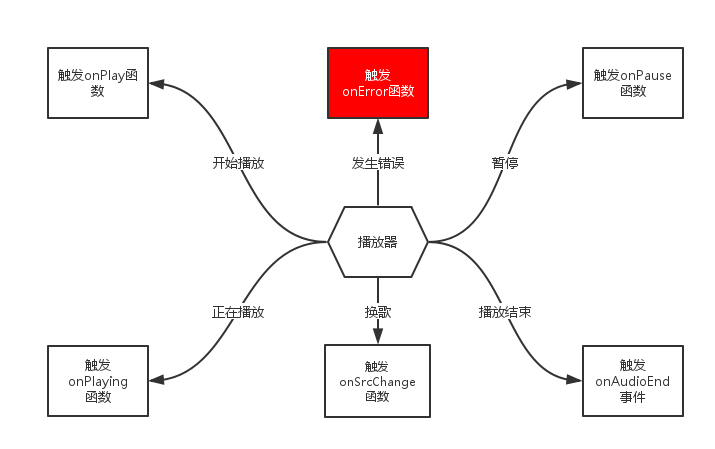 触发onPlay函
数
触发
onError函数
触发onPause
函数
开始播放
发生错误
暂停
播放器
正在播放
换歌
播放结束
触发
onPlaying
函数
触发
onSrcChange
函数
触发
onAudioEnd
事件